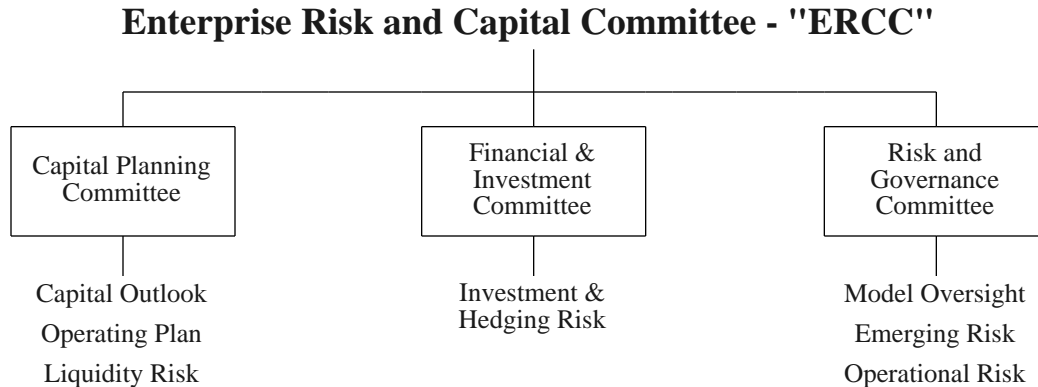 Enterprise Risk and Capital Committee - "ERCC"
Capital Planning
Committee
Financial &
Investment
Committee
Risk and
Governance
Committee
Capital Outlook
Operating Plan
Liquidity Risk
Investment &
Hedging Risk
Model Oversight
Emerging Risk
Operational Risk